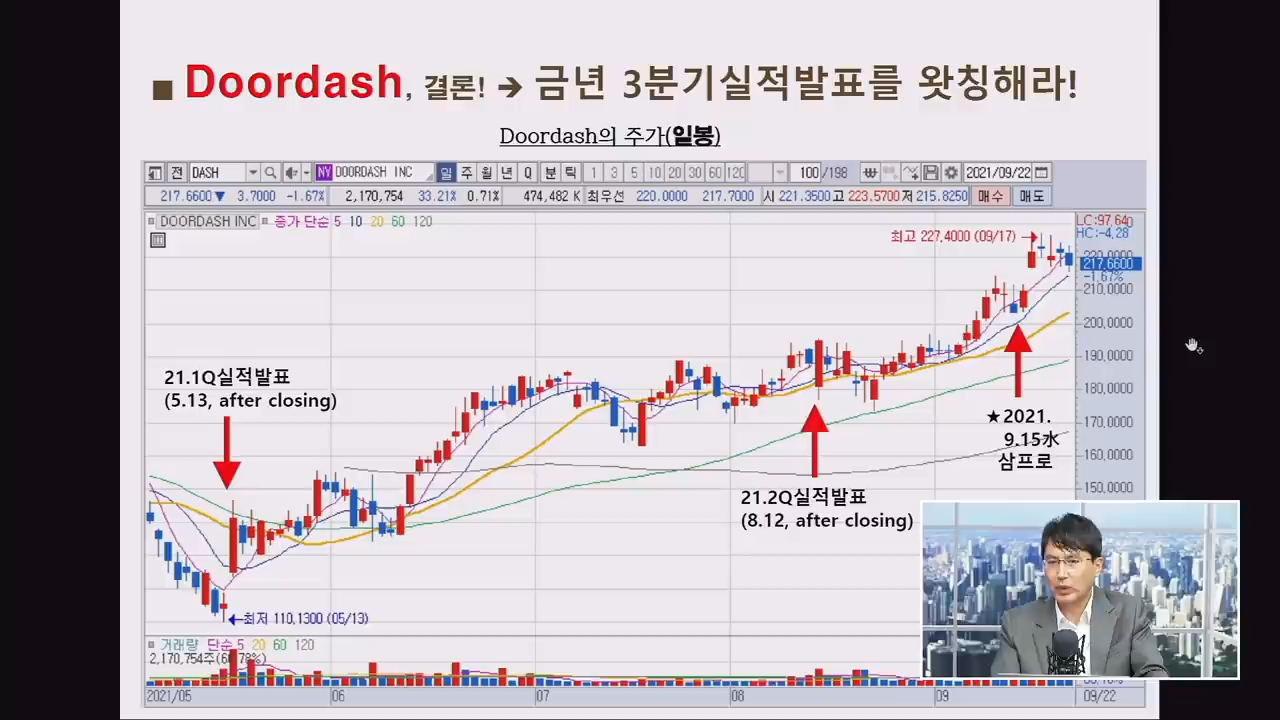 ■ Doordash, 결론! ➔ 금년 3분기실적발표를 왓칭해라!
Doordash의 주가(일봉)
전 DASH NY DOORDASH INC 일 주 월 년 Q 분 틱 1 3 5 10 20 30 60 120 100 /198 2021/09/22
217.6600▼ 3.7000 -1.67% 2,170,754 33.21% 0.71% 474,482 K 최우선 220.0000 217.7000 시 221.3500 고 223.5700 저 215.8250 매수 매도
DOORDASH INC 종가 단순 5 10 20 60 120
LC:97.64
HC:-4.28
최고 227.4000 (09/17)
220.0000
217.6600
-1.67%
210.0000
200.0000
190.0000
180.0000
170.0000
160.0000
150.0000
21.1Q실적발표
(5.13, after closing)
★2021.
9.15水
삼프로
21.2Q실적발표
(8.12, after closing)
최저 110.1300 (05/13)
거래량 단순 5 20 60 120
2,170,754주
2021/05 06 07 08 09 09/22